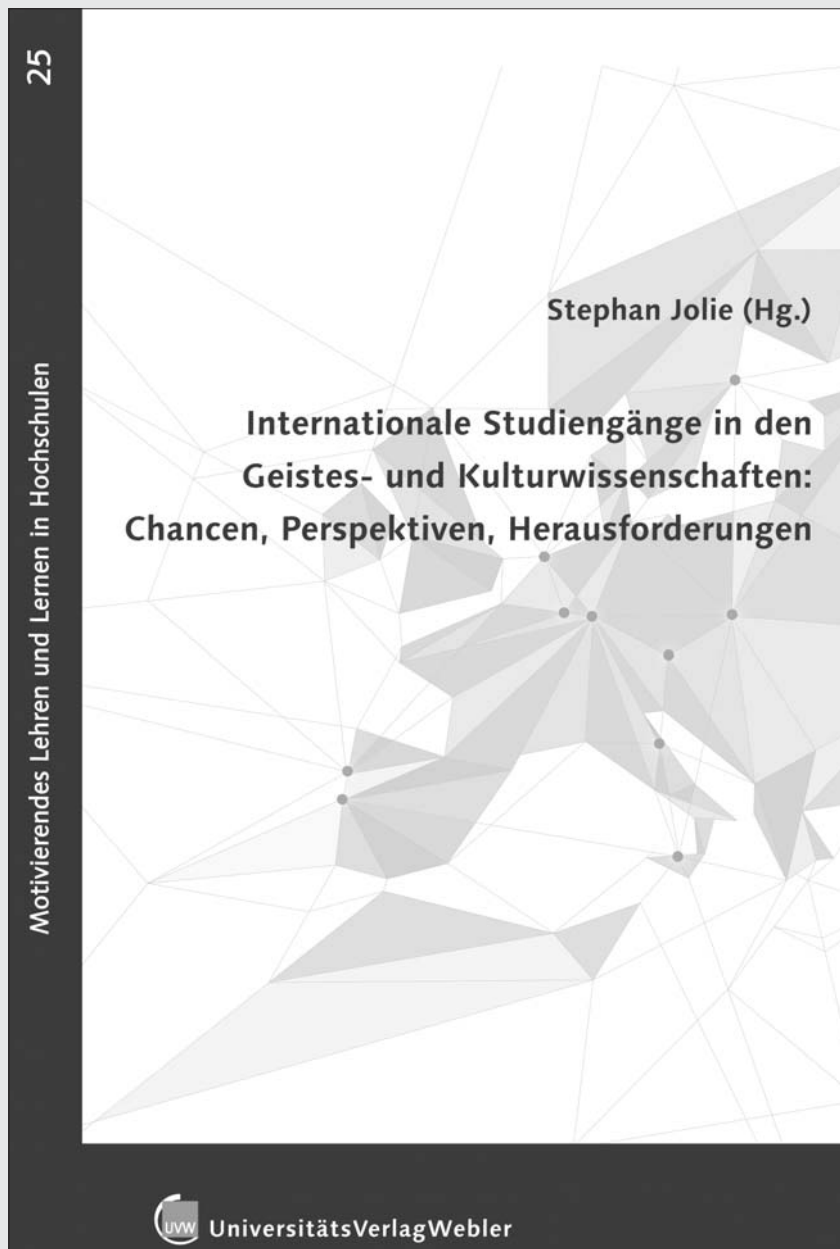 25
Motivierendes Lehren und Lernen in Hochschulen
Stephan Jolie (Hg.)
Internationale Studiengänge in den
Geistes- und Kulturwissenschaften:
Chancen, Perspektiven, Herausforderungen
UVW UniversitätsVerlagWebler